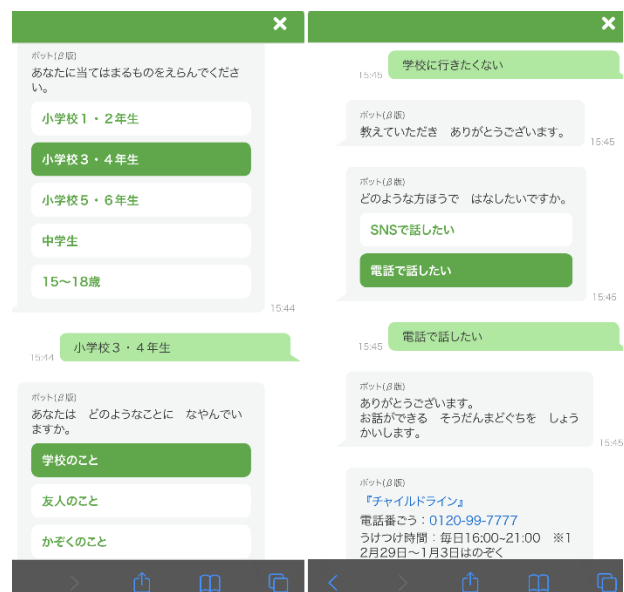 ボット(β版)
あなたに当てはまるものをえらんでくださ
い。
小学校1・2年生
小学校3・4年生
小学校5・6年生
中学生
15〜18歳
15:44
小学校3・4年生
15:44
ボット(β版)
あなたは どのようなことに なやんでい
ますか。
学校のこと
友人のこと
かぞくのこと
学校に行きたくない
15:45
ボット(β版)
教えていただき ありがとうございます。
15:45
ボット(β版)
どのような方ほうで はなしたいですか。
SNSで話したい
電話で話したい
15:45
電話で話したい
15:45
ボット(β版)
ありがとうございます。
お話ができる そうだんまどぐちを しょう
かいします。
15:45
ボット(β版)
『チャイルドライン』
電話番ごう：0120-99-7777
うけつけ時間：毎日16:00~21:00 ※1
2月29日～1月3日はのぞく